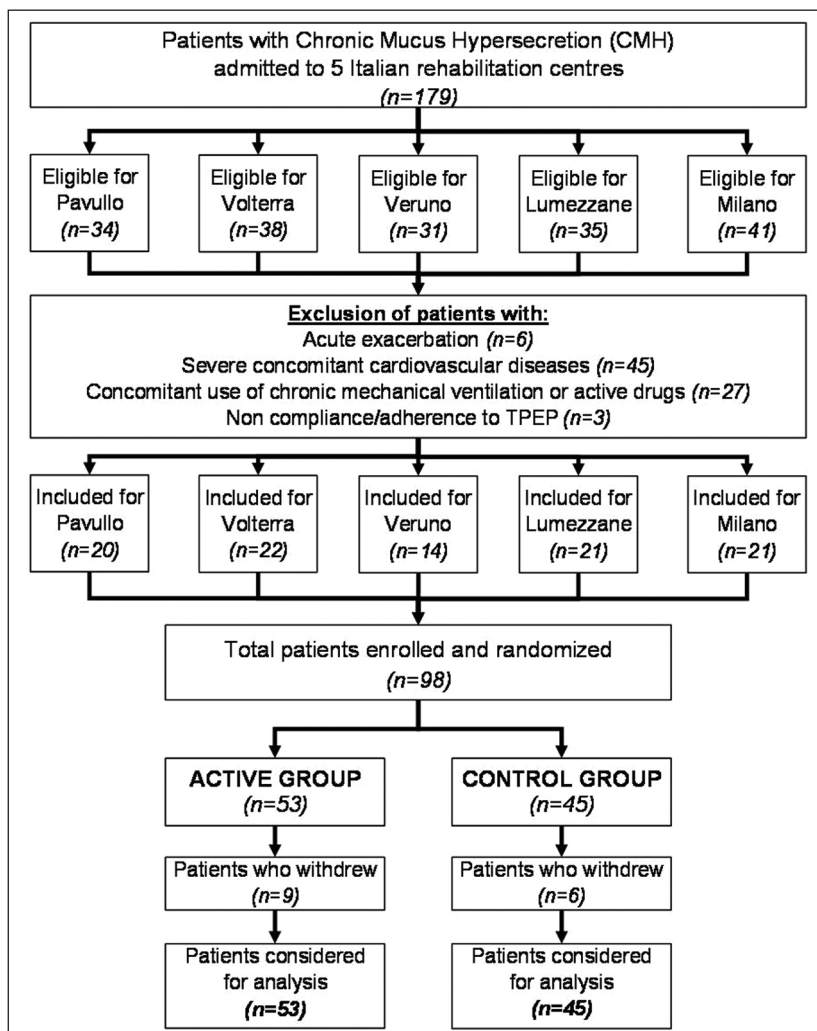 Patients with Chronic Mucus Hypersecretion (CMH)
admitted to 5 Italian rehabilitation centres
(n=179)
Eligible for
Pavullo
(n=34)
Eligible for
Volterra
(n=38)
Eligible for
Veruno
(n=31)
Eligible for
Lumezzane
(n=35)
Eligible for
Milano
(n=41)
Exclusion of patients with:
Acute exacerbation (n=6)
Severe concomitant cardiovascular diseases (n=45)
Concomitant use of chronic mechanical ventilation or active drugs (n=27)
Non compliance/adherence to TPEP (n=3)
Included for
Pavullo
(n=20)
Included for
Volterra
(n=22)
Included for
Veruno
(n=14)
Included for
Lumezzane
(n=21)
Included for
Milano
(n=21)
Total patients enrolled and randomized
(n=98)
ACTIVE GROUP
(n=53)
CONTROL GROUP
(n=45)
Patients who withdrew
(n=9)
Patients who withdrew
(n=6)
Patients considered
for analysis
(n=53)
Patients considered
for analysis
(n=45)